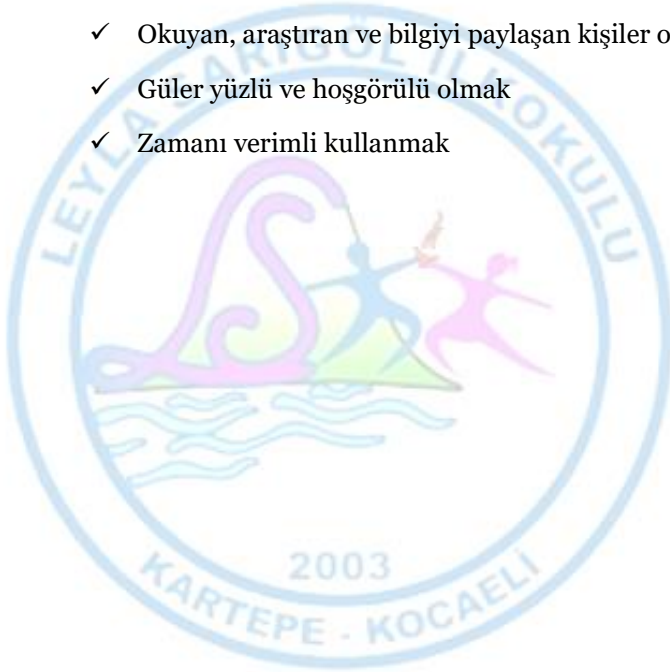 ✓ Okuyan, araştıran ve bilgiyi paylaşan kişiler o
✓ Güler yüzlü ve hoşgörülü olmak
✓ Zamanı verimli kullanmak
LEYLA SARIGÖL İLKOKULU
2003
KARTEPE - KOCAELİ